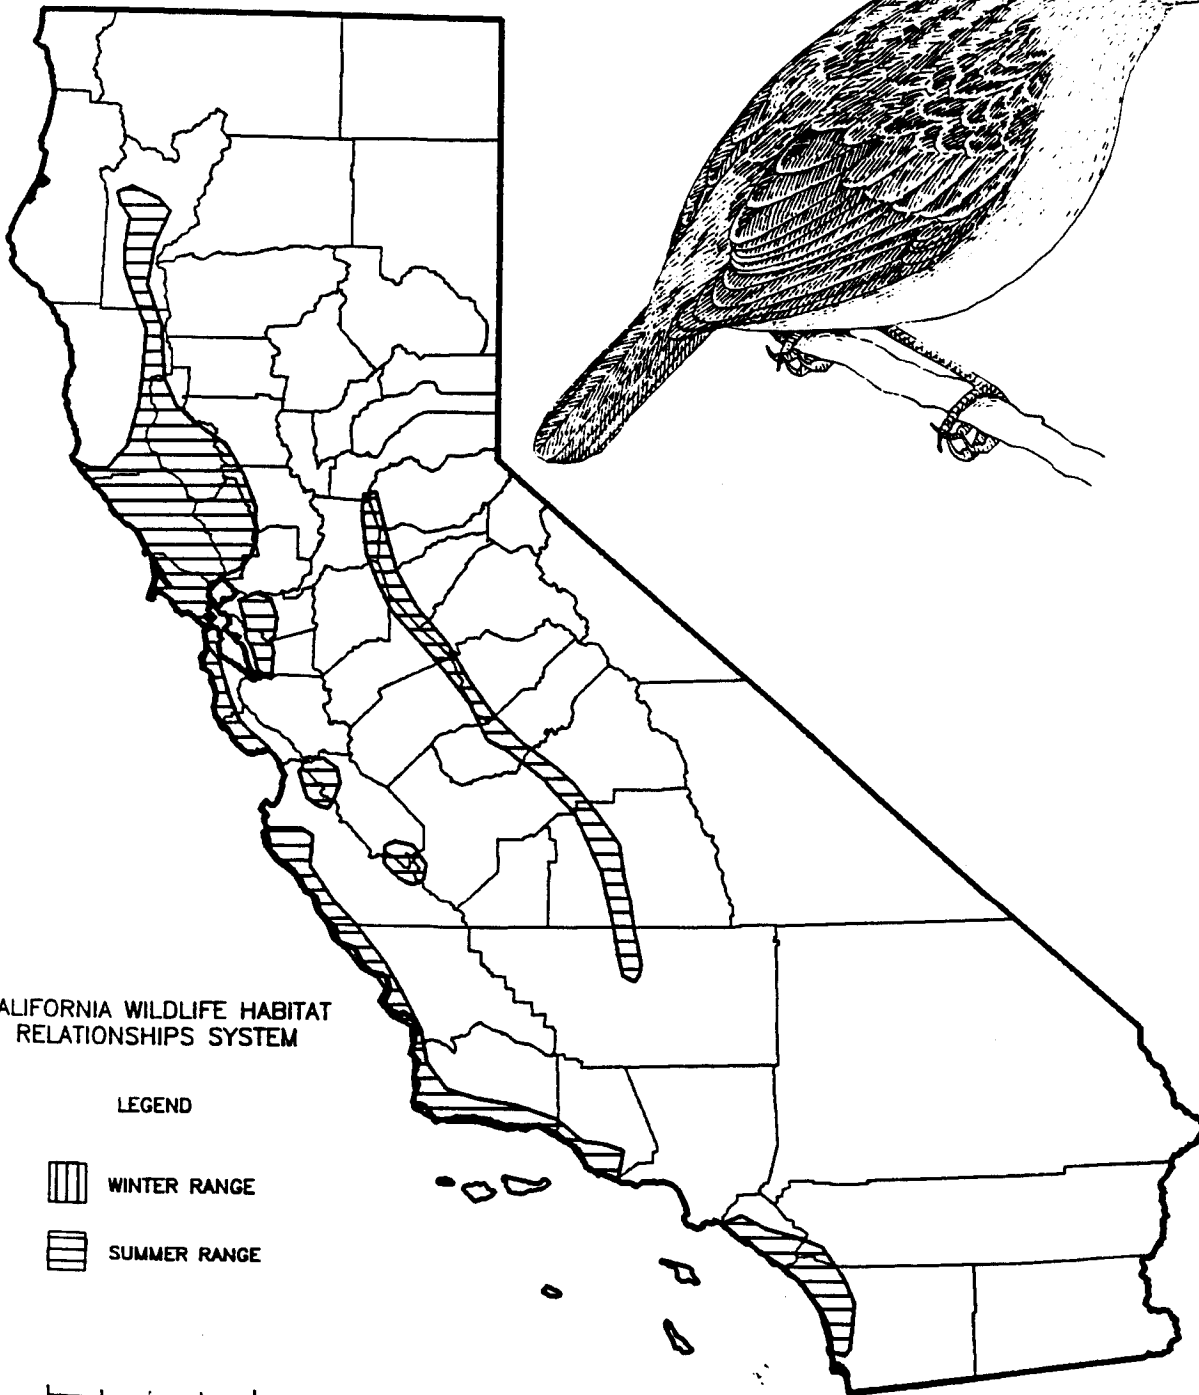 ALIFORNIA WILDLIFE HABITAT
RELATIONSHIPS SYSTEM
LEGEND
WINTER RANGE
SUMMER RANGE